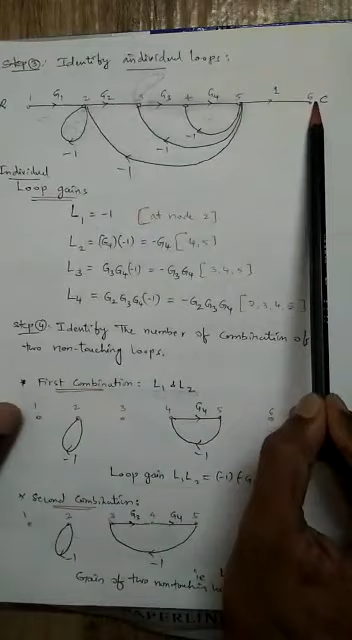 Step ③: Identify individual loops:
R 1 G₁ 2 G₂ 3 G₃ 4 G₄ 5 1 6 C
-1 -1 -1
-1
Individual
Loop gains
L₁ = -1 [at node 2]
L₂ = (G₄)(-1) = -G₄ [4,5]
L₃ = G₃G₄(-1) = -G₃G₄ [3,4,5]
L₄ = G₂G₃G₄(-1) = -G₂G₃G₄ [2,3,4,5]
Step ④: Identify The number of combination of
two non-touching loops.
* First Combination: L₁ & L₂
1 2 3 4 G₄ 5 6
-1 -1
Loop gain L₁L₂ = (-1)(-G
* Second Combination:
1 2 3 G₃ 4 G₄ 5
-1 -1
Gain of two nontouching